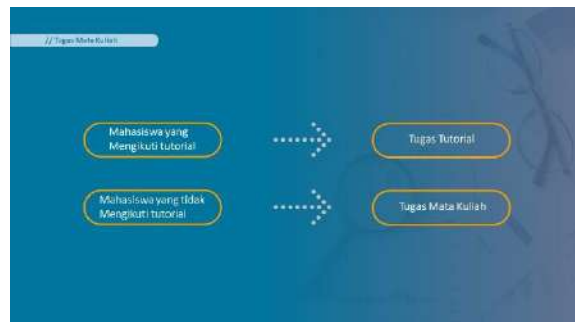 // Tugas Mata Kuliah
Mahasiswa yang
Mengikuti tutorial
Tugas Tutorial
Mahasiswa yang tidak
Mengikuti tutorial
Tugas Mata Kuliah